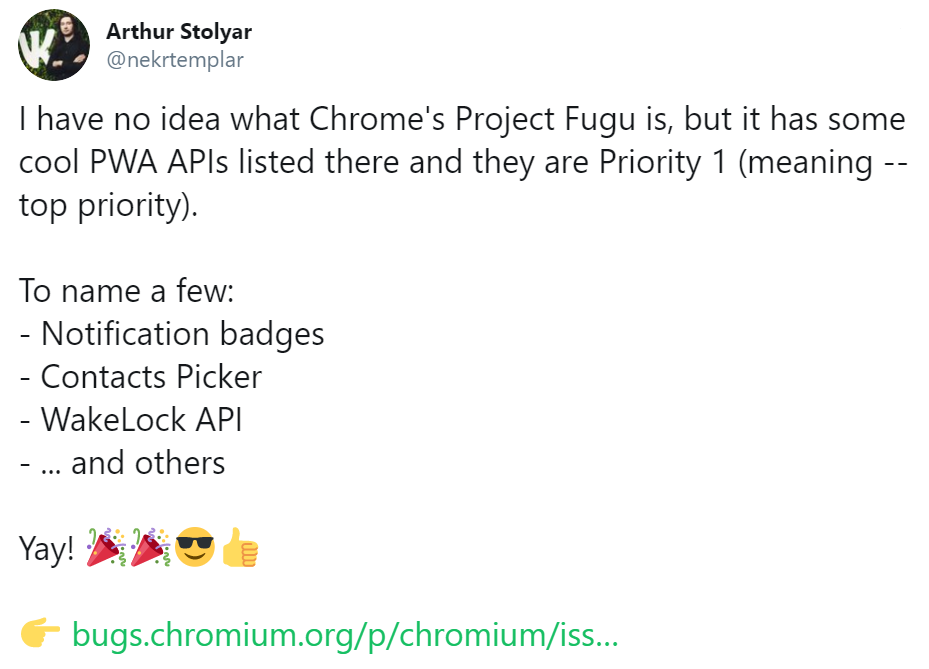 Arthur Stolyar
@nekrtemplar
I have no idea what Chrome's Project Fugu is, but it has some
cool PWA APIs listed there and they are Priority 1 (meaning --
top priority).
To name a few:
- Notification badges
- Contacts Picker
- WakeLock API
- ... and others
Yay! 🎉🎉😎👍
👉 bugs.chromium.org/p/chromium/iss...